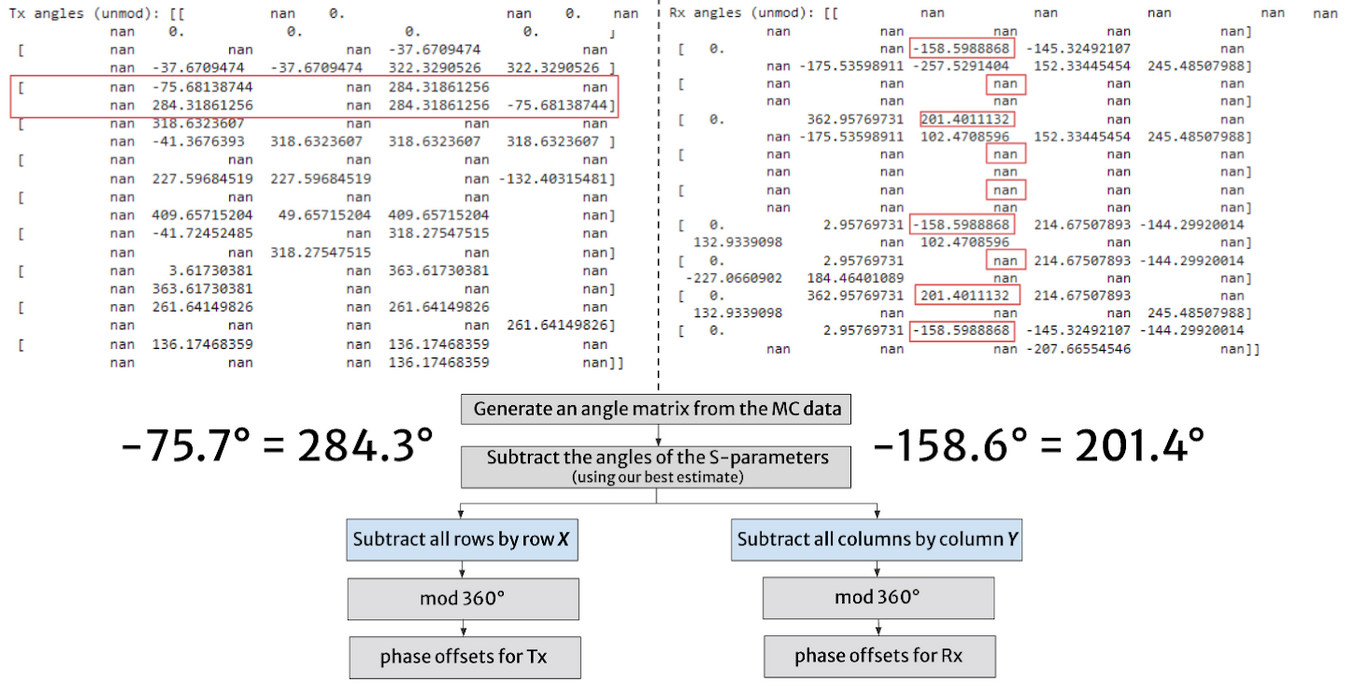 Tx angles (unmod): [[ nan 0. nan 0. nan
nan 0. 0. 0. 0. ]
[ nan nan -37.6709474 nan
nan -37.6709474 -37.6709474 322.3290526 322.3290526 ]
[ nan -75.68138744 nan 284.31861256 nan
nan 284.31861256 nan 284.31861256 -75.68138744]
[ nan 318.6323607 nan nan nan
nan -41.3676393 318.6323607 318.6323607 318.6323607 ]
[ nan nan nan nan
nan 227.59684519 227.59684519 nan -132.40315481]
[ nan nan nan nan
nan 409.65715204 49.65715204 409.65715204 nan]
[ nan -41.72452485 nan 318.27547515 nan
nan nan 318.27547515 nan nan]
[ nan 3.61730381 nan 363.61730381 nan
nan 363.61730381 nan nan nan]
[ nan 261.64149826 nan 261.64149826 nan
nan nan nan nan 261.64149826]
[ nan 136.17468359 nan 136.17468359 nan
nan nan nan 136.17468359 nan]]
Rx angles (unmod): [[ nan nan nan nan nan
nan nan nan nan nan]
[ 0. nan -158.5988868 -145.32492107 nan
nan -175.53598911 -257.5291404 152.33445454 245.48507988]
[ nan nan nan nan
nan nan nan nan nan]
[ 0. 362.95769731 201.4011132 nan nan
nan -175.53598911 102.4708596 152.33445454 245.48507988]
[ nan nan nan nan
nan nan nan nan nan]
[ nan nan nan nan
nan nan nan nan nan]
[ 0. 2.95769731 -158.5988868 214.67507893 -144.29920014
132.9339098 nan 102.4708596 nan nan]
[ 0. 2.95769731 nan 214.67507893 -144.29920014
-227.0660902 184.46401089 nan nan nan]
[ 0. 362.95769731 201.4011132 214.67507893 nan
132.9339098 nan nan nan 245.48507988]
[ 0. 2.95769731 -158.5988868 -145.32492107 -144.29920014
nan nan nan -207.66554546 nan]]
Generate an angle matrix from the MC data
-75.7° = 284.3°
-158.6° = 201.4°
Subtract the angles of the S-parameters
(using our best estimate)
Subtract all rows by row X
Subtract all columns by column Y
mod 360°
mod 360°
phase offsets for Tx
phase offsets for Rx